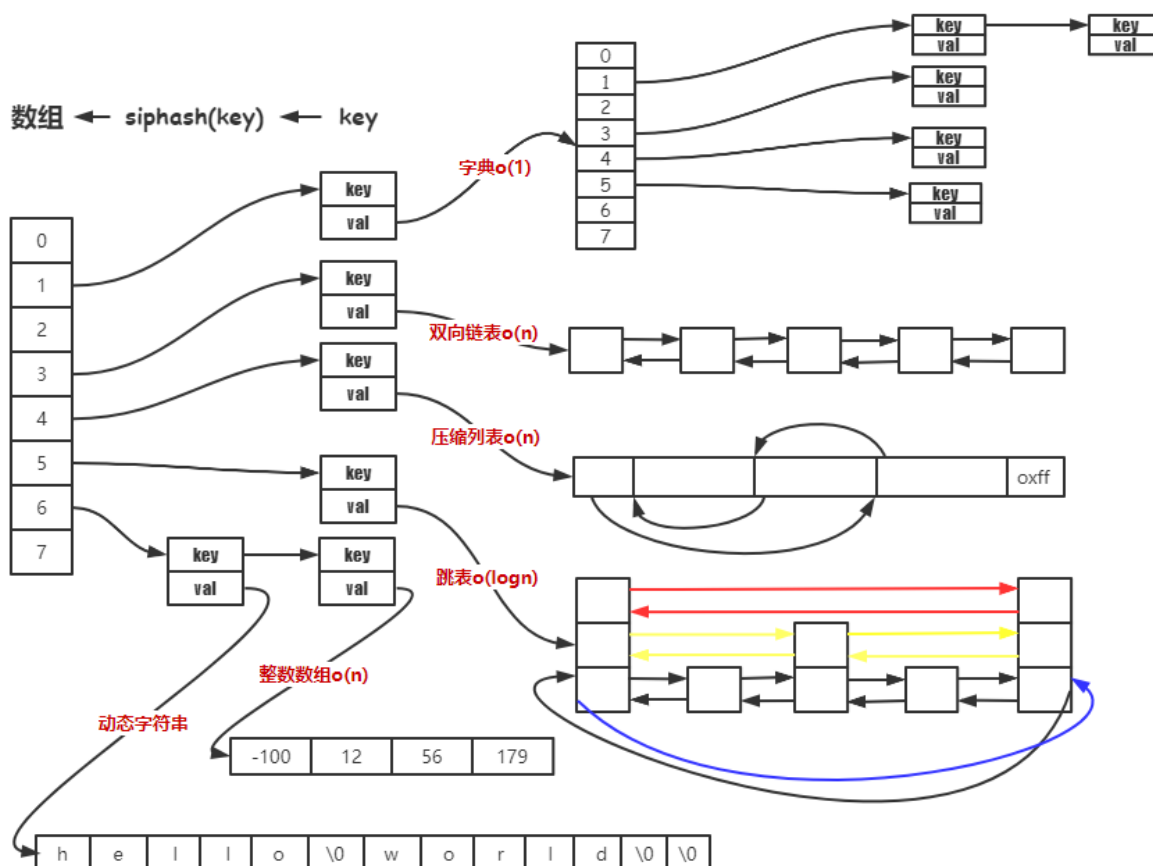 数组 siphash(key) key
0
1
2
3
4
5
6
7
key
val
字典o(1)
0
1
2
3
4
5
6
7
key
val
key
val
key
val
key
val
key
val
key
val
双向链表o(n)
key
val
压缩列表o(n)
oxff
key
val
跳表o(logn)
key
val
key
val
整数数组o(n)
-100 12 56 179
动态字符串
h e l l o \0 w o r l d \0 \0